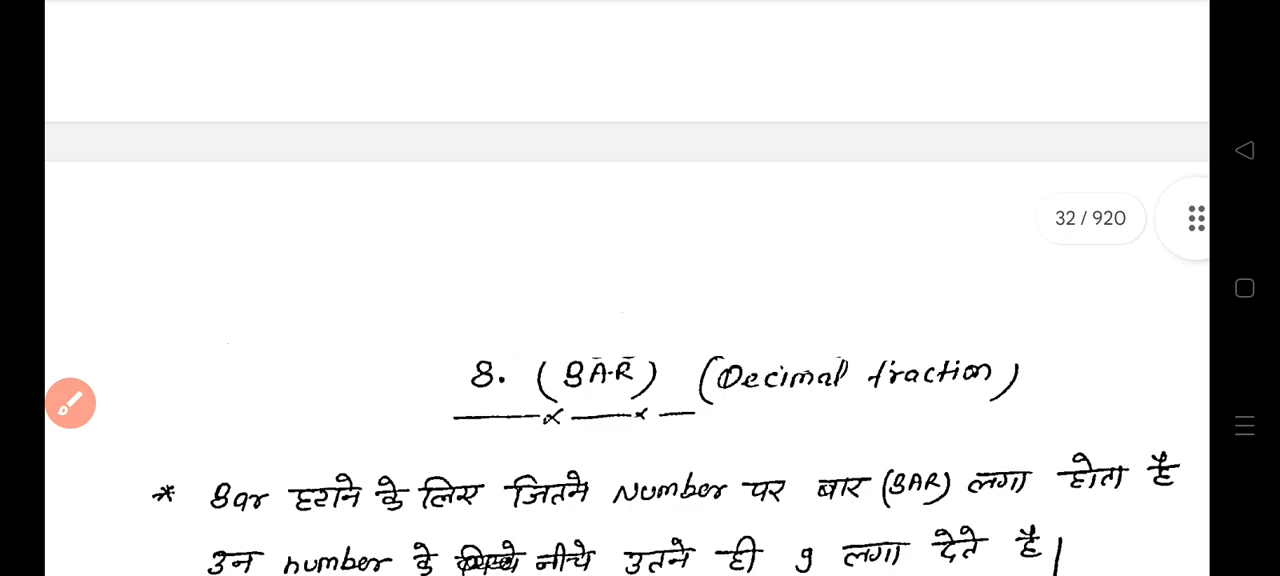 32 / 920
8. (BAR) (Decimal fraction)
* Bar हटाने के लिए जितने Number पर बार (BAR) लगा होता है
उन number के नीचे उतने ही 9 लगा देते है|